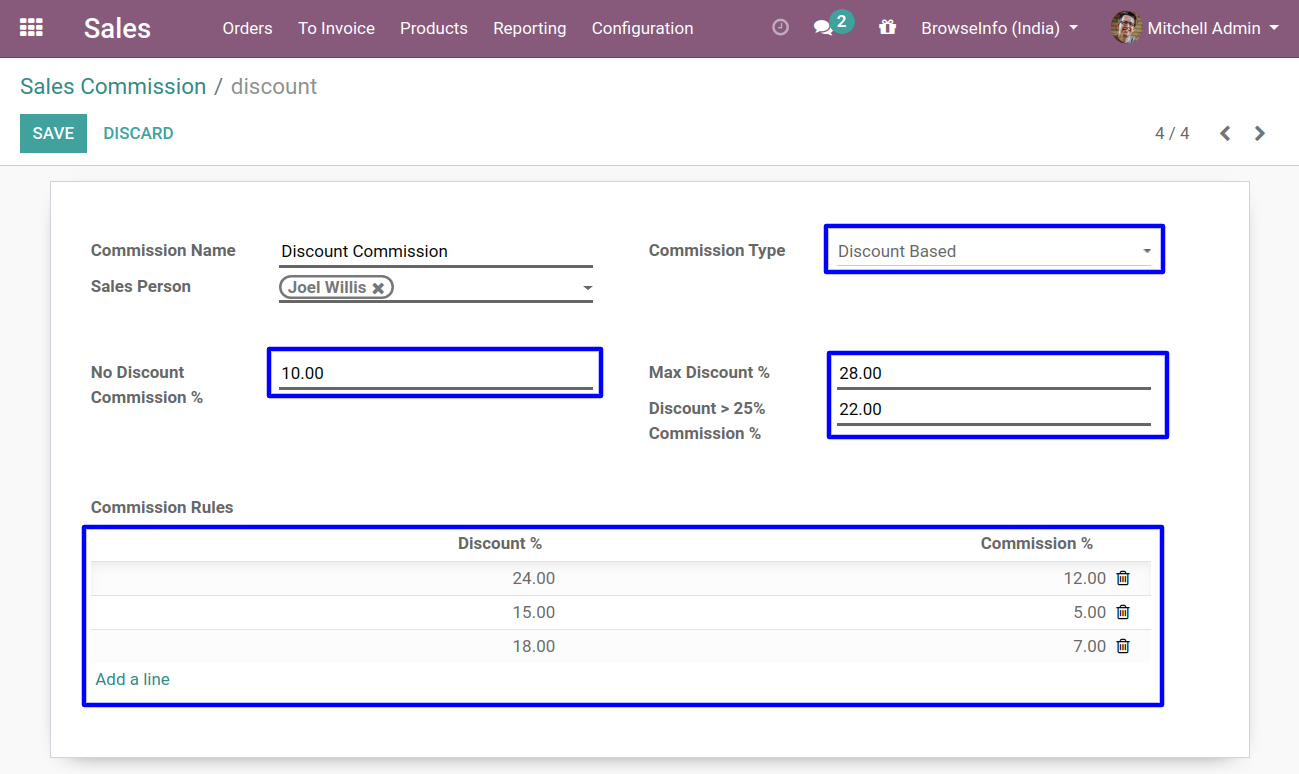 Sales Orders To Invoice Products Reporting Configuration 2 BrowseInfo (India) Mitchell Admin
Sales Commission / discount
SAVE DISCARD 4 / 4
Commission Name Discount Commission Commission Type Discount Based
Sales Person Joel Willis
No Discount Commission % 10.00 Max Discount % 28.00
Discount > 25% Commission % 22.00
Commission Rules
Discount % Commission %
24.00 12.00
15.00 5.00
18.00 7.00
Add a line